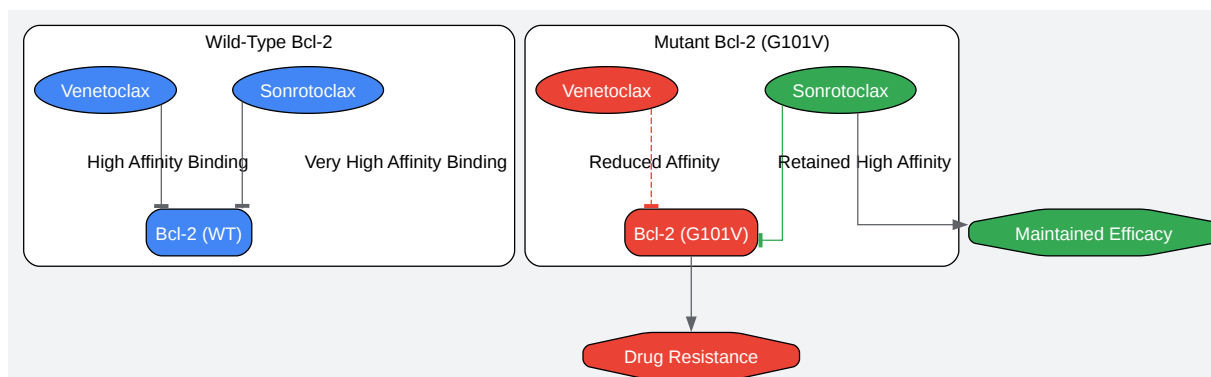 Wild-Type Bcl-2
Mutant Bcl-2 (G101V)
Venetoclax
Sonrotoclax
Venetoclax
Sonrotoclax
High Affinity Binding
Very High Affinity Binding
Reduced Affinity
Retained High Affinity
Bcl-2 (WT)
Bcl-2 (G101V)
Maintained Efficacy
Drug Resistance